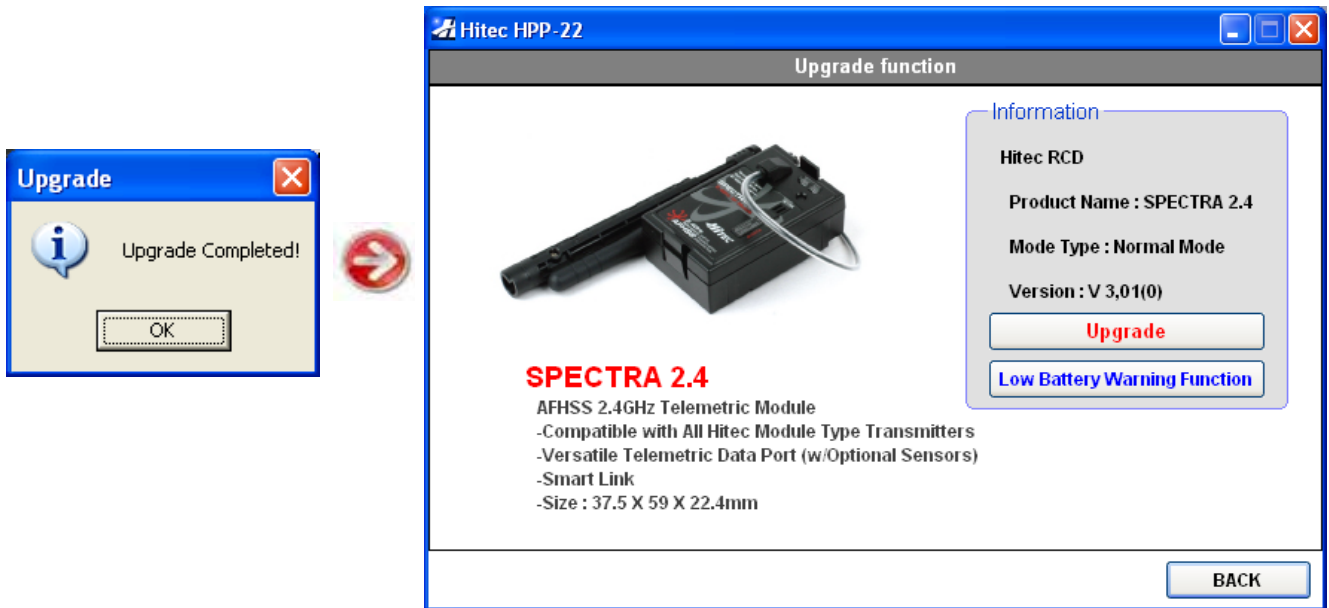 Upgrade
Upgrade Completed!
OK
Hitec HPP-22
Upgrade function
Information
Hitec RCD
Product Name : SPECTRA 2.4
Mode Type : Normal Mode
Version : V 3,01(0)
Upgrade
Low Battery Warning Function
SPECTRA 2.4
AFHSS 2.4GHz Telemetric Module
-Compatible with All Hitec Module Type Transmitters
-Versatile Telemetric Data Port (w/Optional Sensors)
-Smart Link
-Size : 37.5 X 59 X 22.4mm
BACK